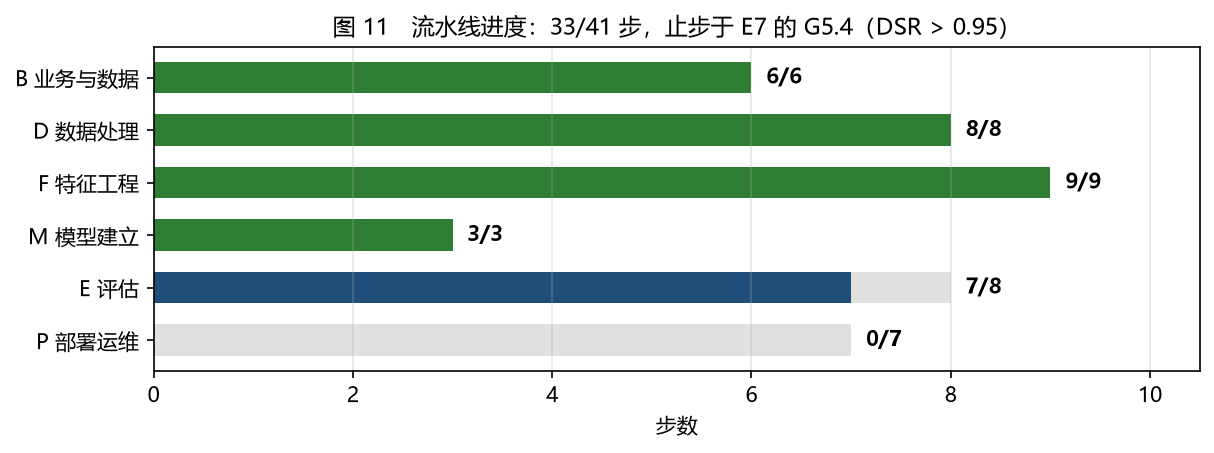 图 11　流水线进度：33/41 步，止步于 E7 的 G5.4（DSR > 0.95）
B 业务与数据 6/6
D 数据处理 8/8
F 特征工程 9/9
M 模型建立 3/3
E 评估 7/8
P 部署运维 0/7
0 2 4 6 8 10
步数